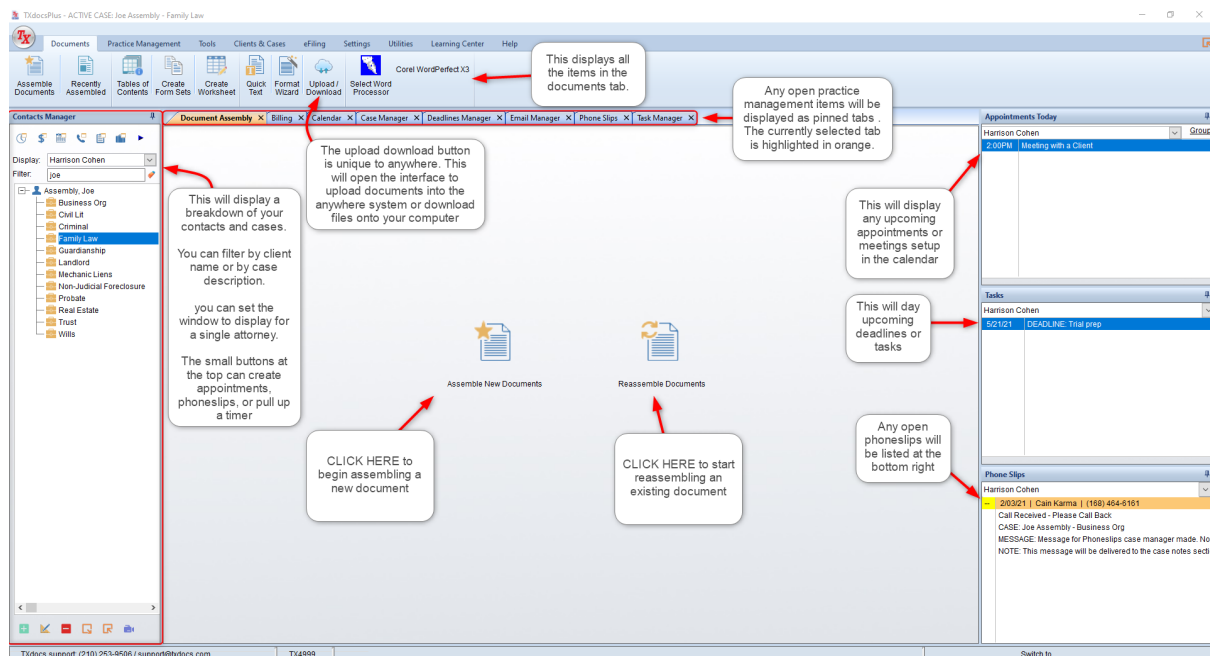 TXdocsPlus - ACTIVE CASE: Joe Assembly - Family Law
TX
Documents Practice Management Tools Clients & Cases eFiling Settings Utilities Learning Center Help
Assemble Documents
Recently Assembled
Tables of Contents
Create Form Sets
Create Worksheet
Quick Text
Format Wizard
Upload / Download
Select Word Processor
Corel WordPerfect X3
This displays all
the items in the
documents tab.
Any open practice
management items will be
displayed as pinned tabs .
The currently selected tab
is highlighted in orange.
Contacts Manager
Document Assembly X Billing X Calendar X Case Manager X Deadlines Manager X Email Manager X Phone Slips X Task Manager X
Display: Harrison Cohen
Filter: joe
Assembly, Joe
Business Org
Civil Lit
Criminal
Family Law
Guardianship
Landlord
Mechanic Liens
Non-Judicial Foreclosure
Probate
Real Estate
Trust
Wills
This will display a
breakdown of your
contacts and cases.
You can filter by client
name or by case
description.
you can set the
window to display for
a single attorney.
The small buttons at
the top can create
appointments,
phoneslips, or pull up
a timer
The upload download button
is unique to anywhere. This
will open the interface to
upload documents into the
anywhere system or download
files onto your computer
Assemble New Documents
Reassemble Documents
CLICK HERE to
begin assembling a
new document
CLICK HERE to start
reassembling an
existing document
This will display
any upcoming
appointments or
meetings setup
in the calendar
This will day
upcoming
deadlines or
tasks
Any open
phoneslips will
be listed at the
bottom right
Appointments Today
Harrison Cohen Group
2:00PM Meeting with a Client
Tasks
Harrison Cohen
5/21/21 DEADLINE: Trial prep
Phone Slips
Harrison Cohen
2/03/21 | Cain Karma | (168) 464-6161
Call Received - Please Call Back
CASE: Joe Assembly - Business Org
MESSAGE: Message for Phoneslips case manager made. No
NOTE: This message will be delivered to the case notes secti
TXdocs support: (210) 253-9506 / support@txdocs.com TX4999 Switch to